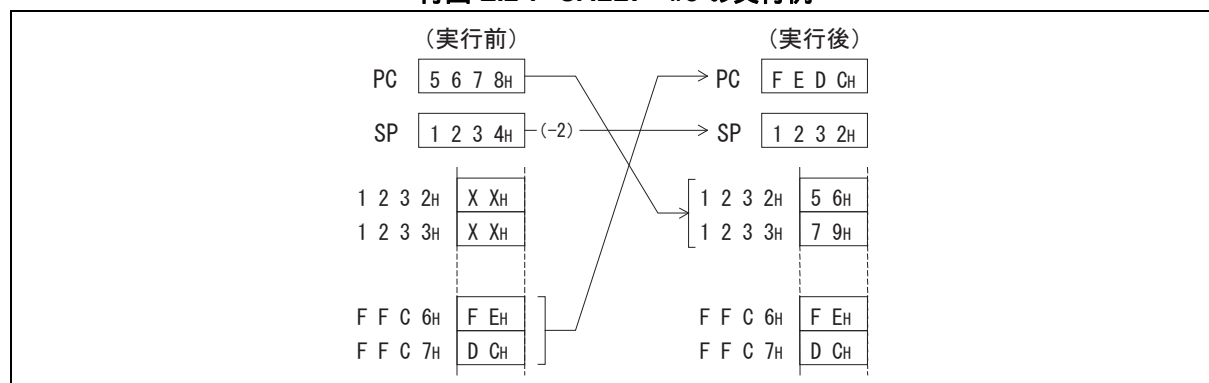 (実行前) (実行後)
PC 5 6 7 8H PC F E D CH
SP 1 2 3 4H (-2) SP 1 2 3 2H
1 2 3 2H X XH 1 2 3 2H 5 6H
1 2 3 3H X XH 1 2 3 3H 7 9H
F F C 6H F EH F F C 6H F EH
F F C 7H D CH F F C 7H D CH